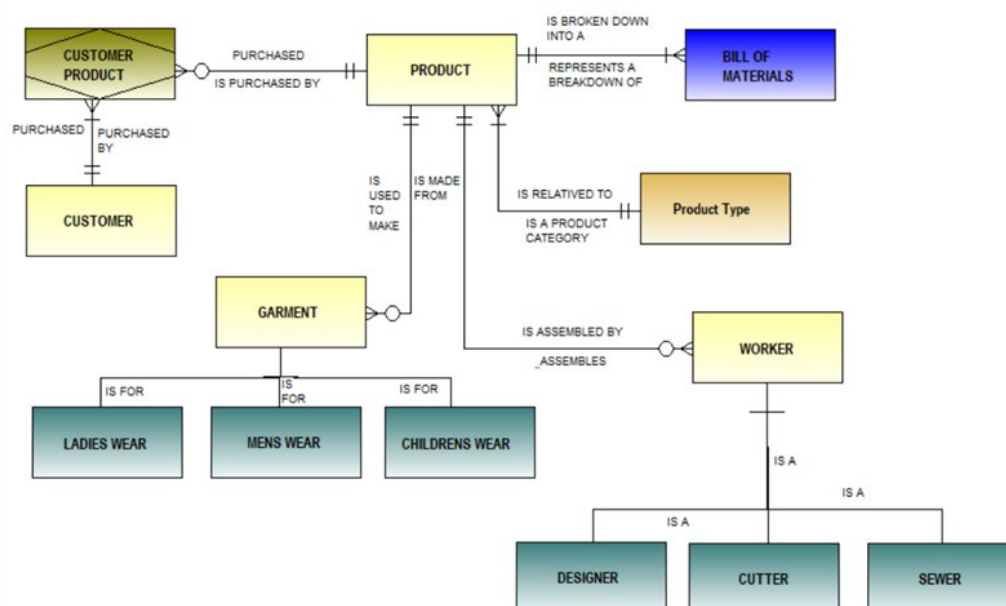 IS BROKEN DOWN
INTO A
CUSTOMER
PRODUCT
PURCHASED
IS PURCHASED BY
PRODUCT
REPRESENTS A
BREAKDOWN OF
BILL OF
MATERIALS
PURCHASED
PURCHASED
BY
CUSTOMER
IS
USED
TO
MAKE
IS MADE
FROM
IS RELATIVED TO
IS A PRODUCT
CATEGORY
Product Type
GARMENT
IS ASSEMBLED BY
ASSEMBLES
WORKER
IS FOR
IS
FOR
IS FOR
LADIES WEAR
MENS WEAR
CHILDRENS WEAR
IS A
IS A
IS A
DESIGNER
CUTTER
SEWER